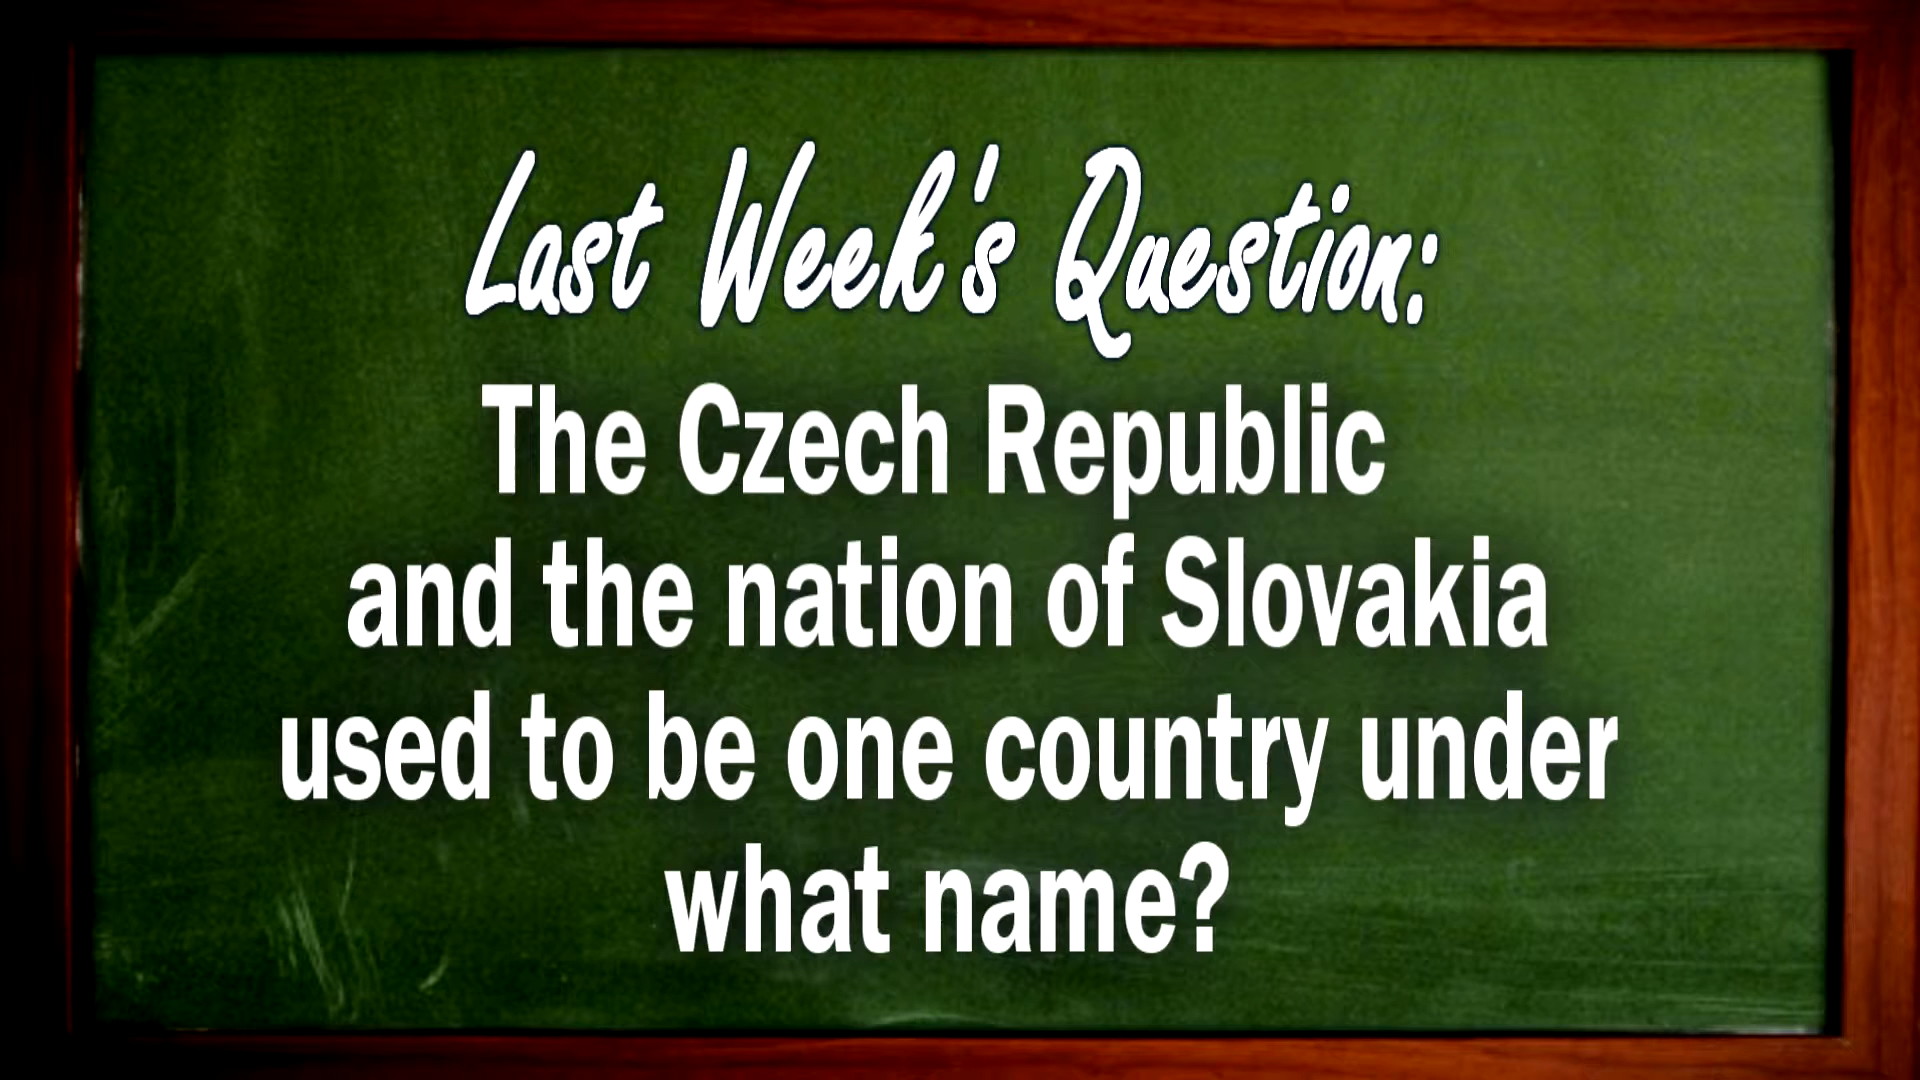 Last Week's Question:
The Czech Republic
and the nation of Slovakia
used to be one country under
what name?